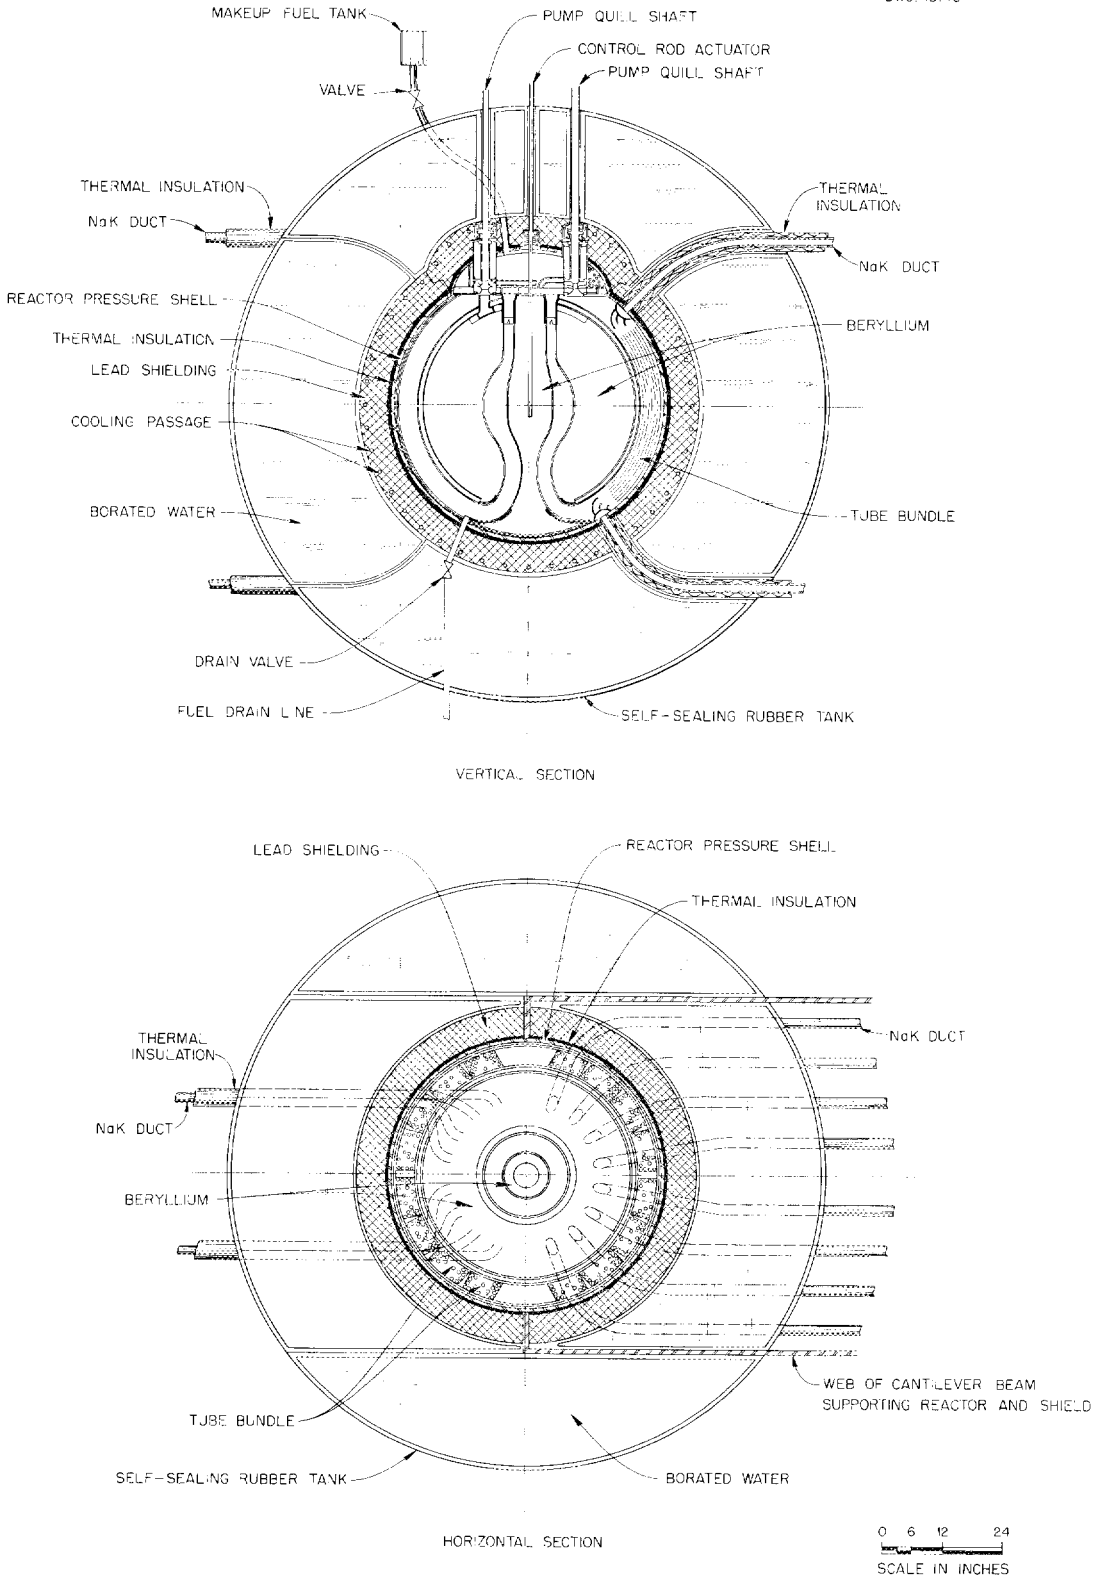 MAKEUP FUEL TANK
PUMP QUILL SHAFT
CONTROL ROD ACTUATOR
PUMP QUILL SHAFT
VALVE
THERMAL INSULATION
NaK DUCT
THERMAL
INSULATION
NaK DUCT
REACTOR PRESSURE SHELL
THERMAL INSULATION
LEAD SHIELDING
COOLING PASSAGE
BERYLLIUM
BORATED WATER
TUBE BUNDLE
DRAIN VALVE
FUEL DRAIN LINE
SELF-SEALING RUBBER TANK
VERTICAL SECTION
LEAD SHIELDING
REACTOR PRESSURE SHELL
THERMAL INSULATION
THERMAL
INSULATION
NaK DUCT
NaK DUCT
BERYLLIUM
TUBE BUNDLE
WEB OF CANTILEVER BEAM
SUPPORTING REACTOR AND SHIELD
SELF-SEALING RUBBER TANK
BORATED WATER
HORIZONTAL SECTION
0 6 12 24
SCALE IN INCHES